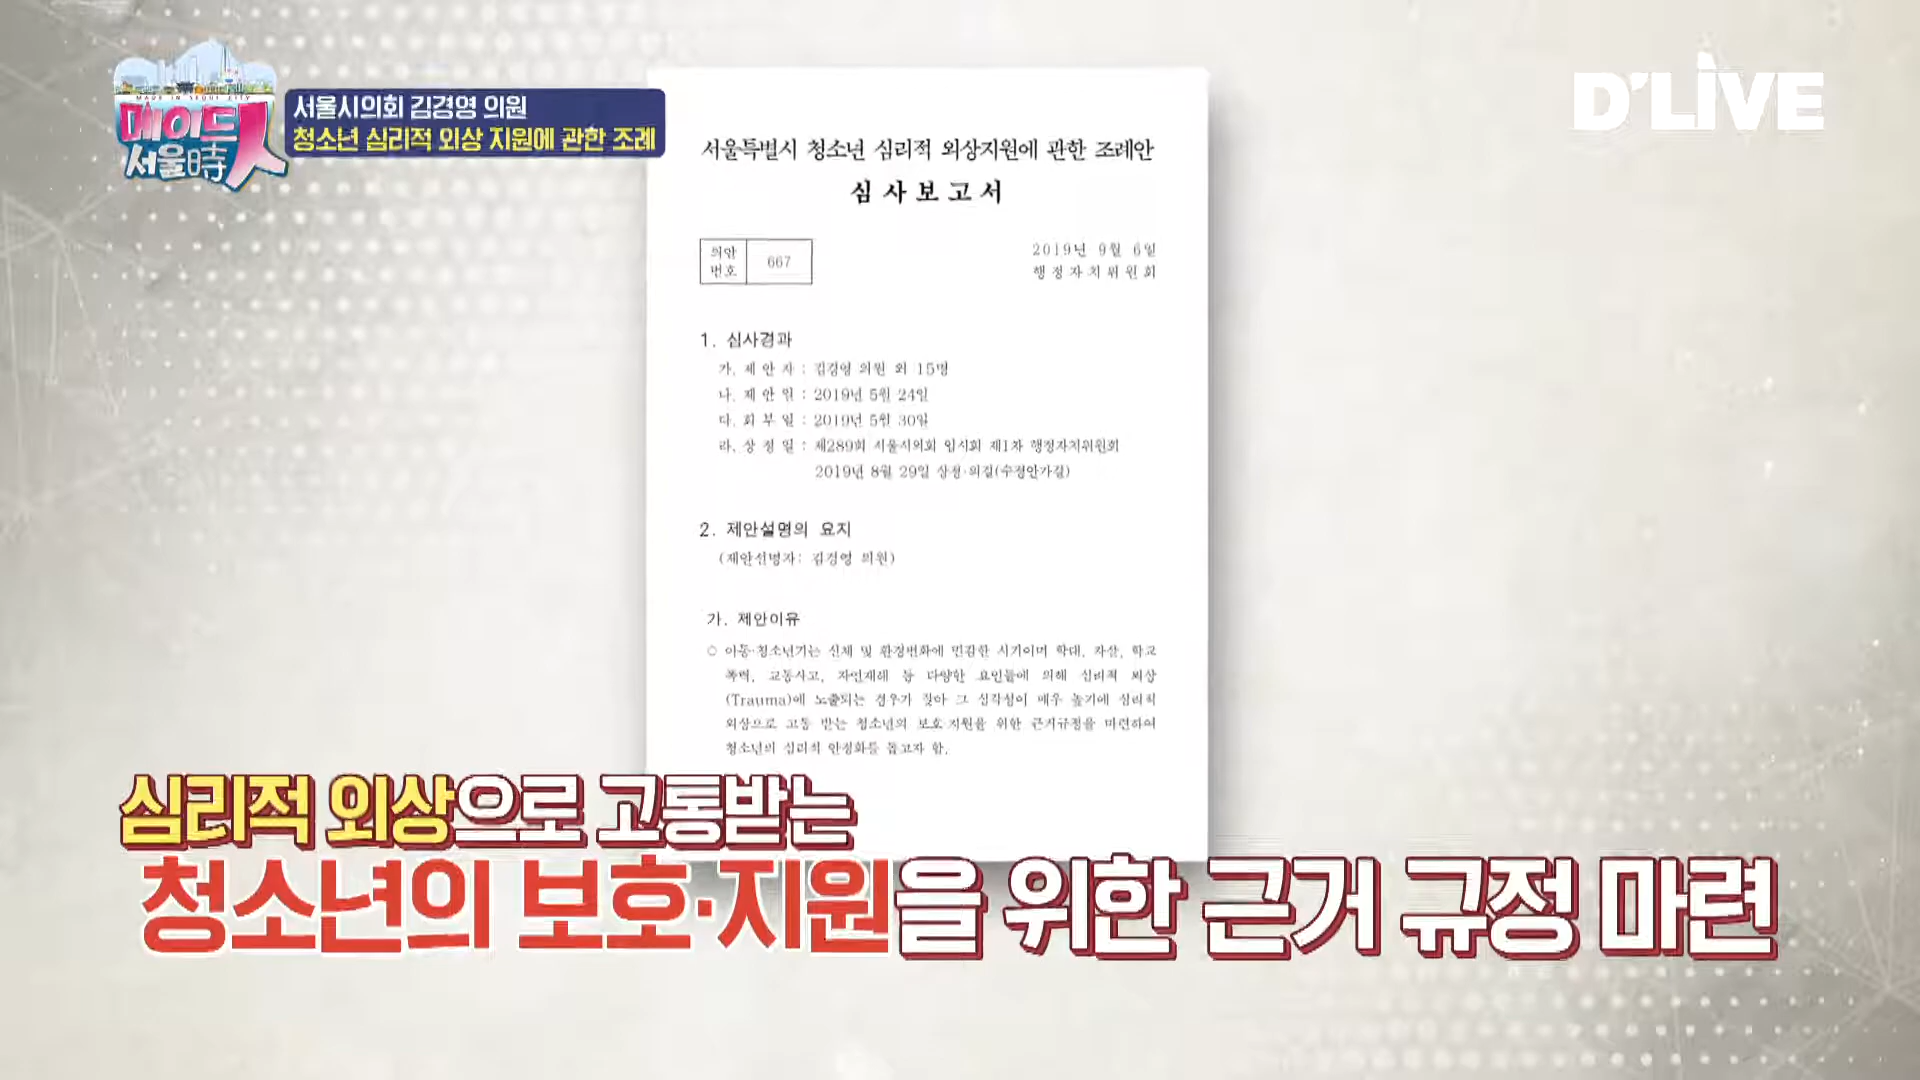 MADE IN SEOUL CITY
메이드
서울時
人
서울시의회 김경영 의원
청소년 심리적 외상 지원에 관한 조례
D'LIVE
서울특별시 청소년 심리적 외상지원에 관한 조례안
심 사 보 고 서
의안
번호
667
2019년 9월 6일
행정자치위원회
1. 심사경과
가. 제 안 자 : 김경영 의원 외 15명
나. 제 안 일 : 2019년 5월 24일
다. 회 부 일 : 2019년 5월 30일
라. 상 정 일 : 제289회 서울시의회 임시회 제1차 행정자치위원회
2019년 8월 29일 상정·의결(수정안가결)
2. 제안설명의 요지
(제안설명자: 김경영 의원)
가. 제안이유
○ 아동·청소년기는 신체 및 환경변화에 민감한 시기이며 학대, 자살, 학교
폭력, 교통사고, 자연재해 등 다양한 요인들에 의해 심리적 외상
(Trauma)에 노출되는 경우가 잦아 그 심각성이 매우 높기에 심리적
외상으로 고통 받는 청소년의 보호·지원을 위한 근거규정을 마련하여
청소년의 심리적 안정화를 돕고자 함.
심리적 외상으로 고통받는
청소년의 보호·지원을 위한 근거 규정 마련